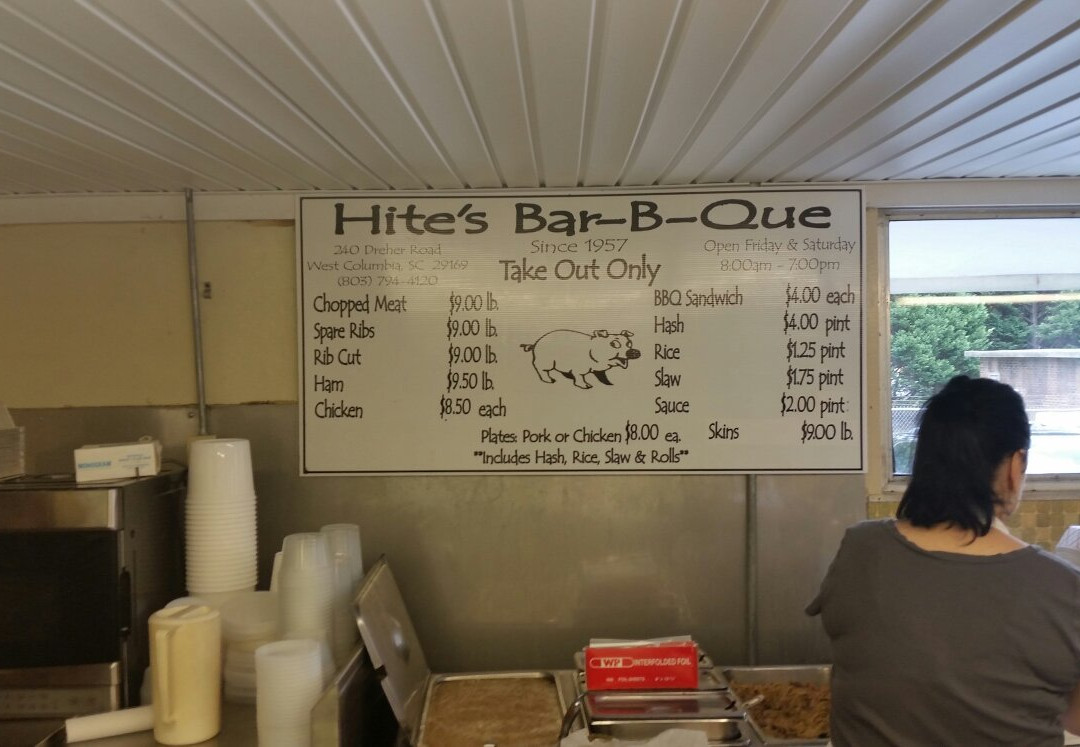 Hite's Bar-B-Que
240 Dreher Road
West Columbia, SC 29169
(803) 794-4120
Since 1957
Take Out Only
Open Friday & Saturday
8:00am - 7:00pm
Chopped Meat $9.00 lb.
Spare Ribs $9.00 lb.
Rib Cut $9.00 lb.
Ham $9.50 lb.
Chicken $8.50 each
BBQ Sandwich $4.00 each
Hash $4.00 pint
Rice $1.25 pint
Slaw $1.75 pint
Sauce $2.00 pint
Plates: Pork or Chicken $8.00 ea. Skins $9.00 lb.
**Includes Hash, Rice, Slaw & Rolls**
WP INTERFOLDED FOIL